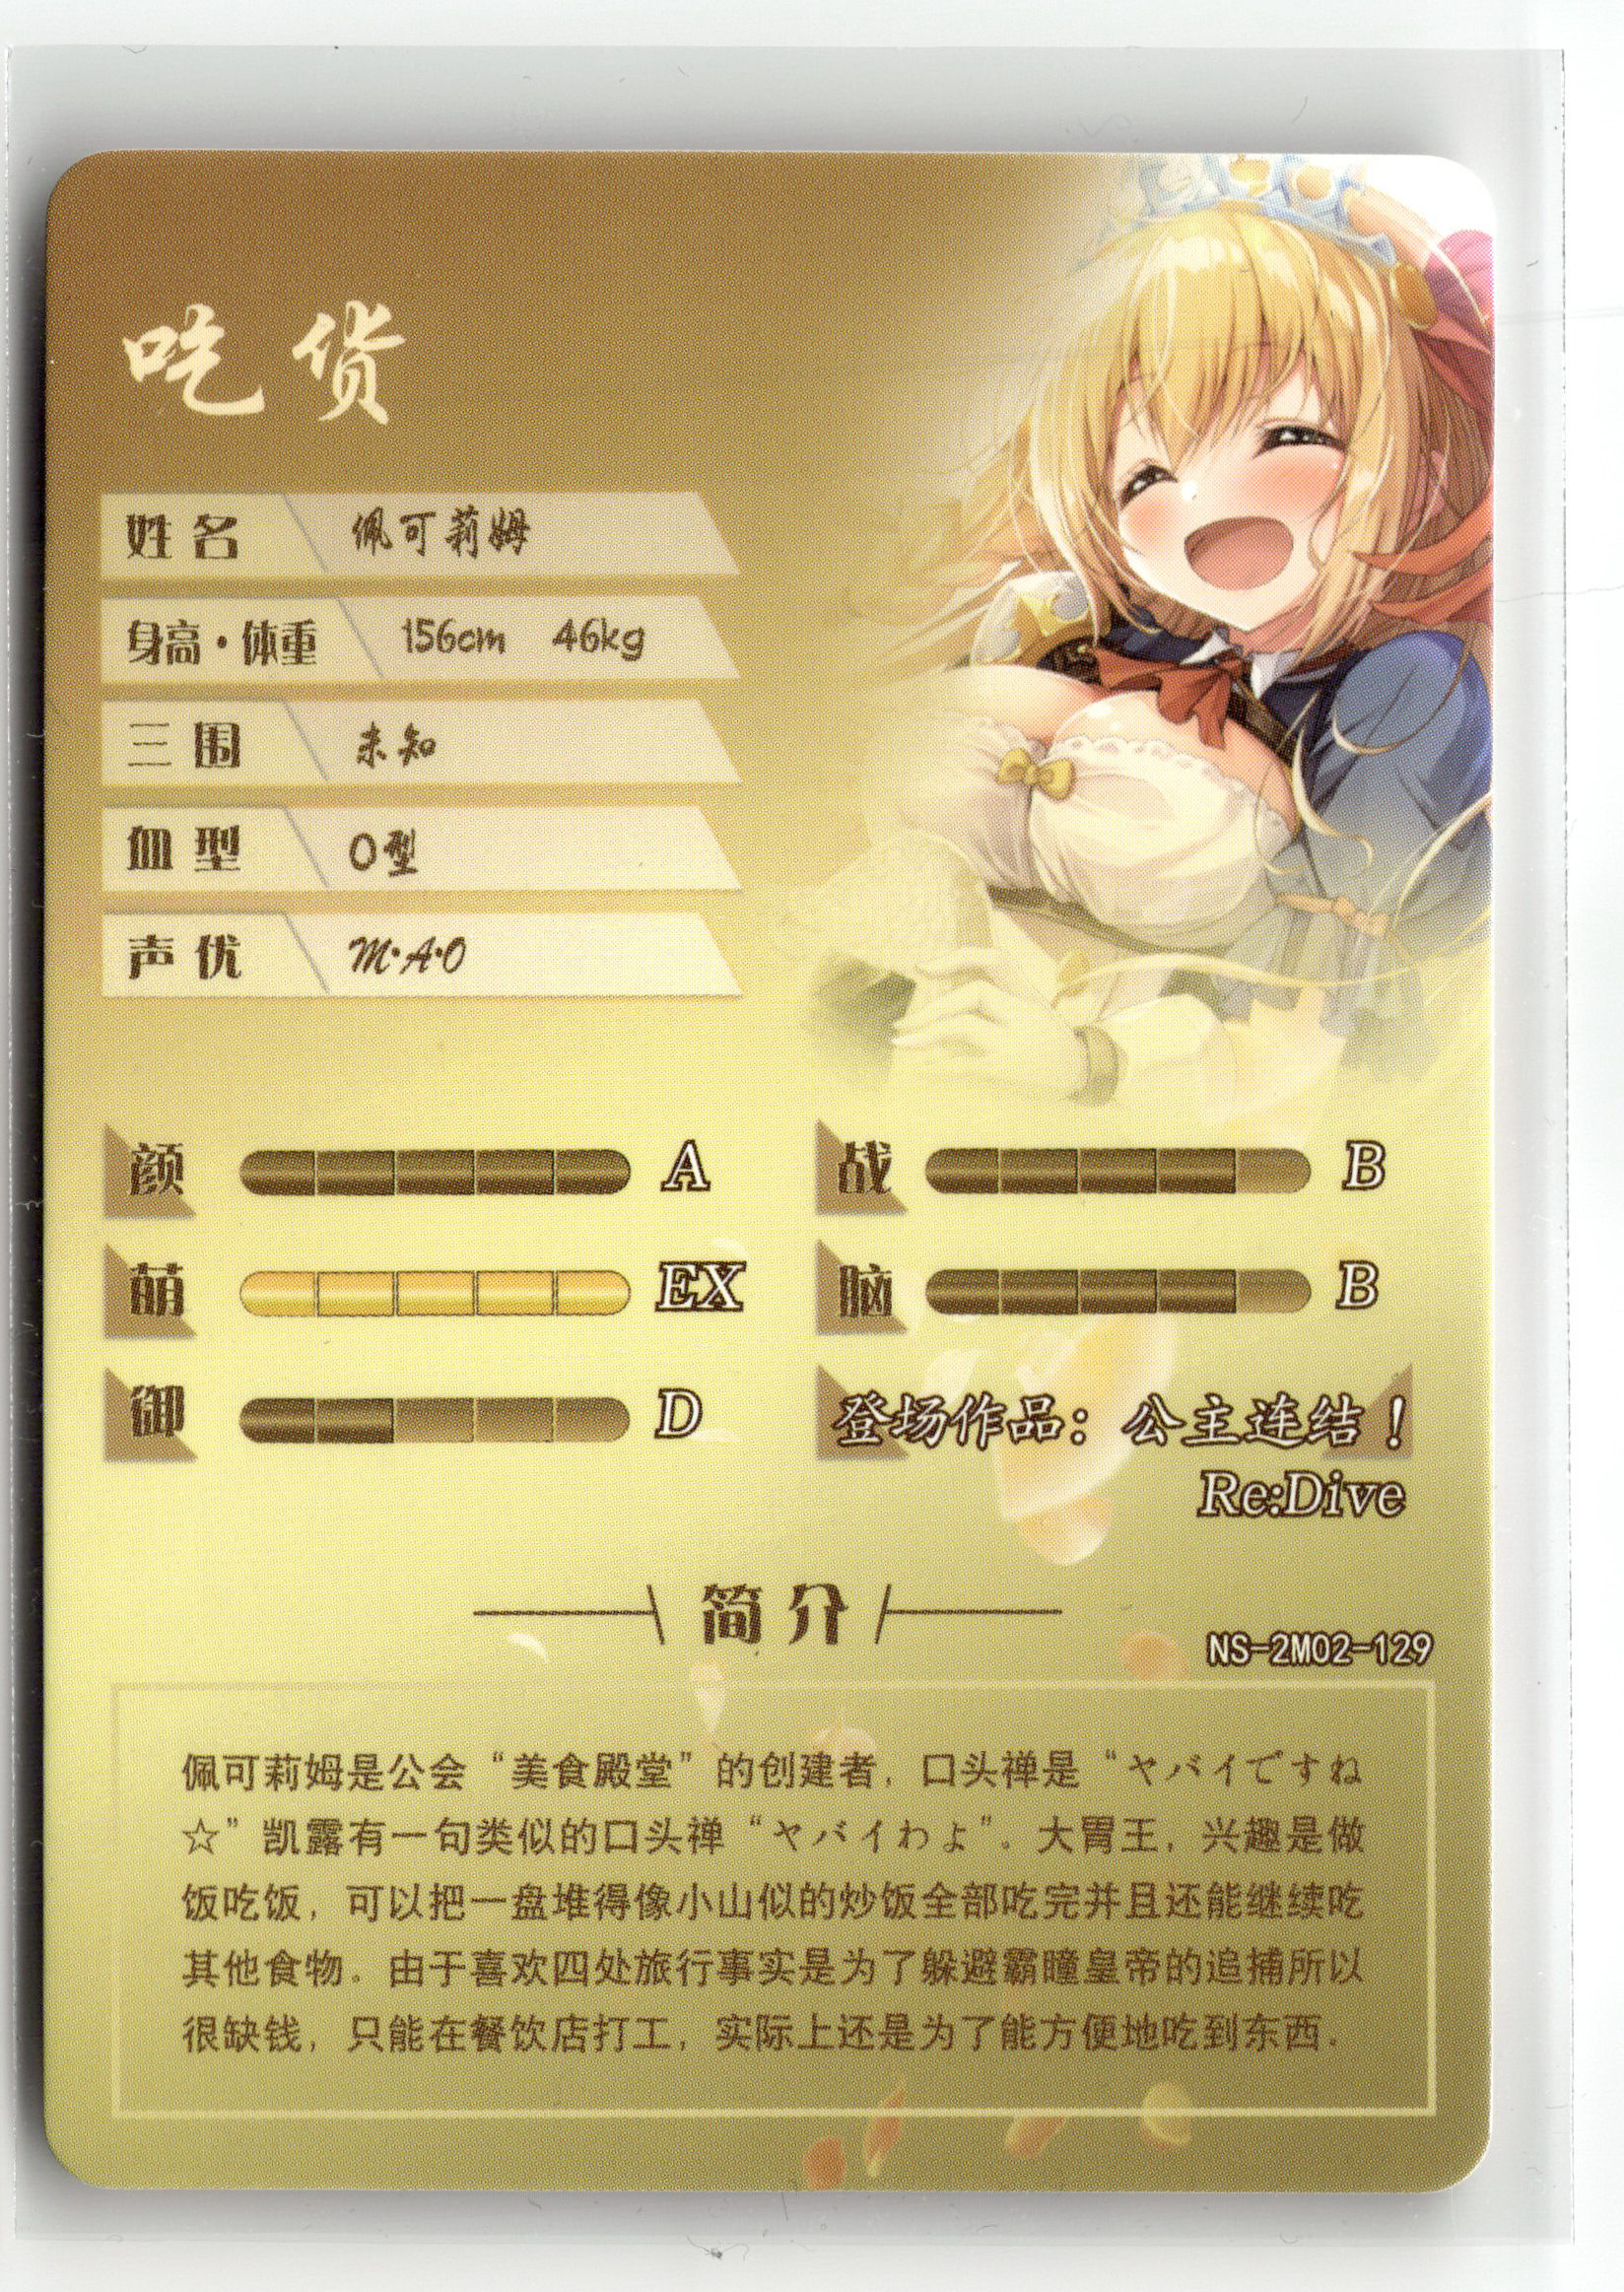 吃货
姓名 佩可莉姆
身高·体重 156cm 46kg
三围 未知
血型 O型
声优 M·A·O
颜 A 战 B
萌 EX 脑 B
御 D 登场作品：公主连结！
Re:Dive
简介
NS-2M02-129
佩可莉姆是公会“美食殿堂”的创建者，口头禅是“ヤバイですね
☆”凯露有一句类似的口头禅“ヤバイわよ”。大胃王，兴趣是做
饭吃饭，可以把一盘堆得像小山似的炒饭全部吃完并且还能继续吃
其他食物。由于喜欢四处旅行事实是为了躲避霸瞳皇帝的追捕所以
很缺钱，只能在餐饮店打工，实际上还是为了能方便地吃到东西．